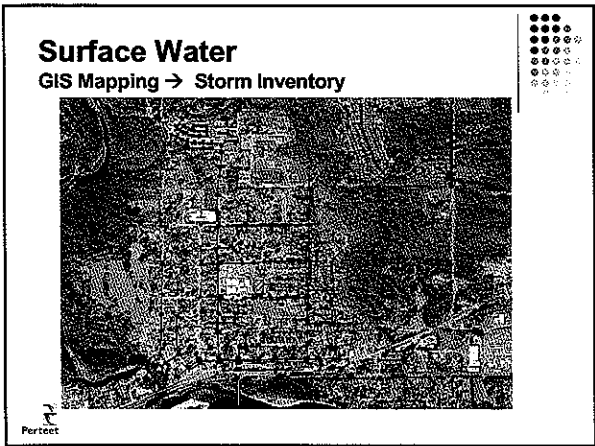 Surface Water
GIS Mapping → Storm Inventory
Perteet